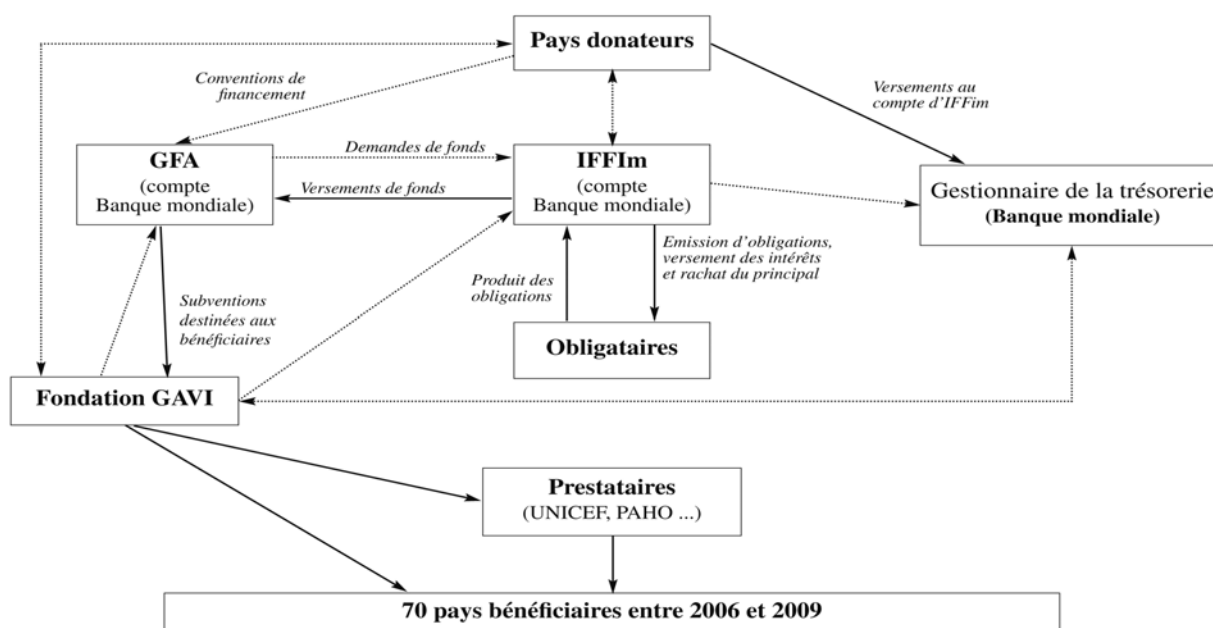 Pays donateurs
Conventions de
financement
Versements au
compte d'IFFim
GFA
(compte
Banque mondiale)
Demandes de fonds
Versements de fonds
IFFIm
(compte
Banque mondiale)
Gestionnaire de la trésorerie
(Banque mondiale)
Emission d'obligations,
versement des intérêts
et rachat du principal
Produit des
obligations
Subventions
destinées aux
bénéficiaires
Obligataires
Fondation GAVI
Prestataires
(UNICEF, PAHO ...)
70 pays bénéficiaires entre 2006 et 2009